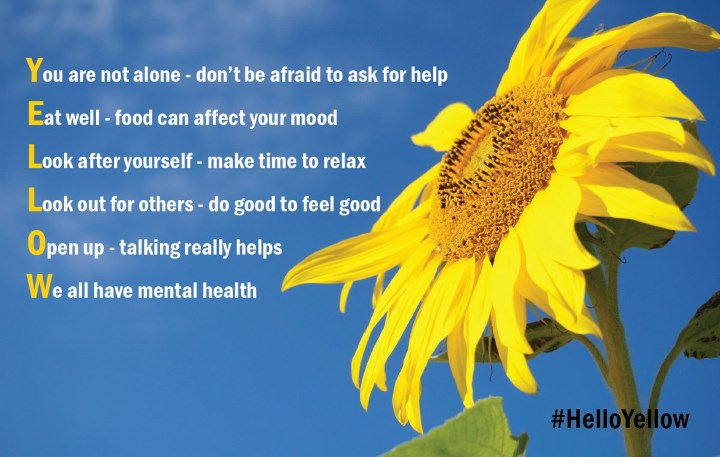 You are not alone - don't be afraid to ask for help
Eat well - food can affect your mood
Look after yourself - make time to relax
Look out for others - do good to feel good
Open up - talking really helps
We all have mental health
#HelloYellow